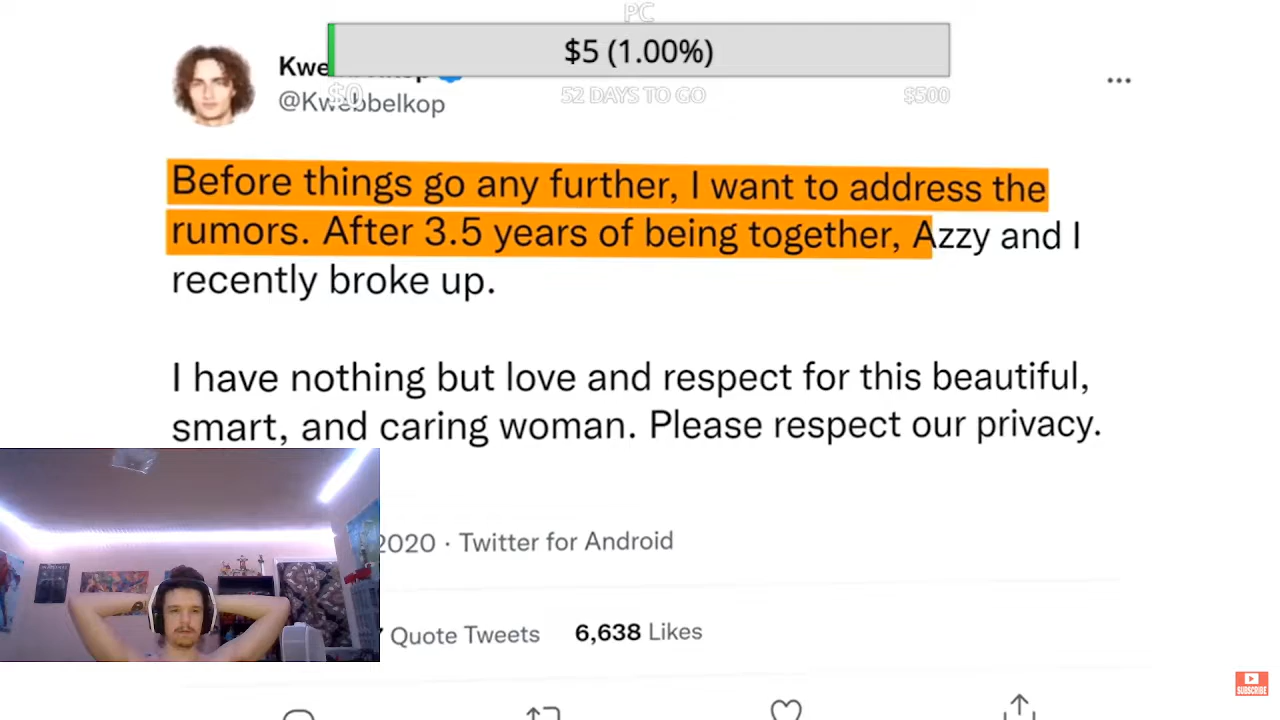 PC
$5 (1.00%)
$0
52 DAYS TO GO
$500
@Kwebbelkop
Before things go any further, I want to address the
rumors. After 3.5 years of being together, Azzy and I
recently broke up.
I have nothing but love and respect for this beautiful,
smart, and caring woman. Please respect our privacy.
2020 · Twitter for Android
Quote Tweets 6,638 Likes
SUBSCRIBE